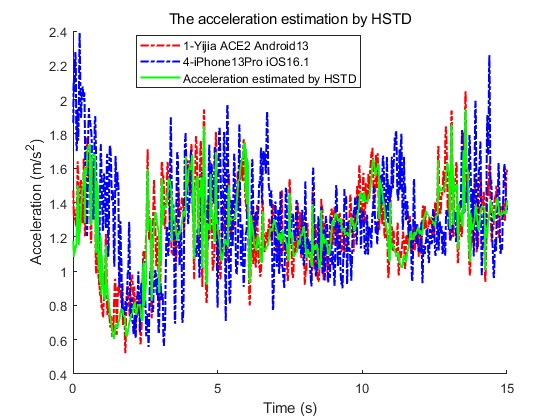 The acceleration estimation by HSTD
1-Yijia ACE2 Android13
4-iPhone13Pro iOS16.1
Acceleration estimated by HSTD
Acceleration (m/s²)
2.4
2.2
2
1.8
1.6
1.4
1.2
1
0.8
0.6
0.4
0
5
10
15
Time (s)